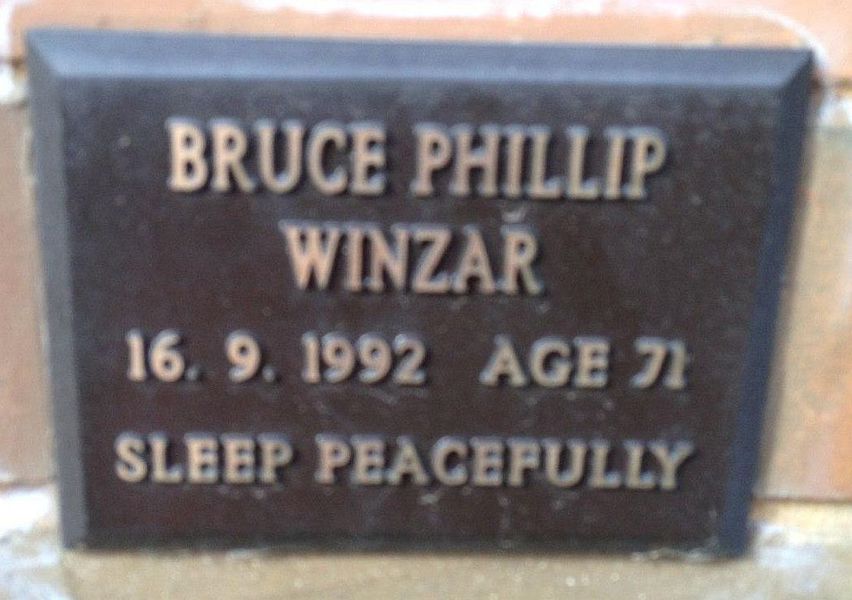 BRUCE PHILLIP
WINZAR
16. 9. 1992 AGE 71
SLEEP PEACEFULLY